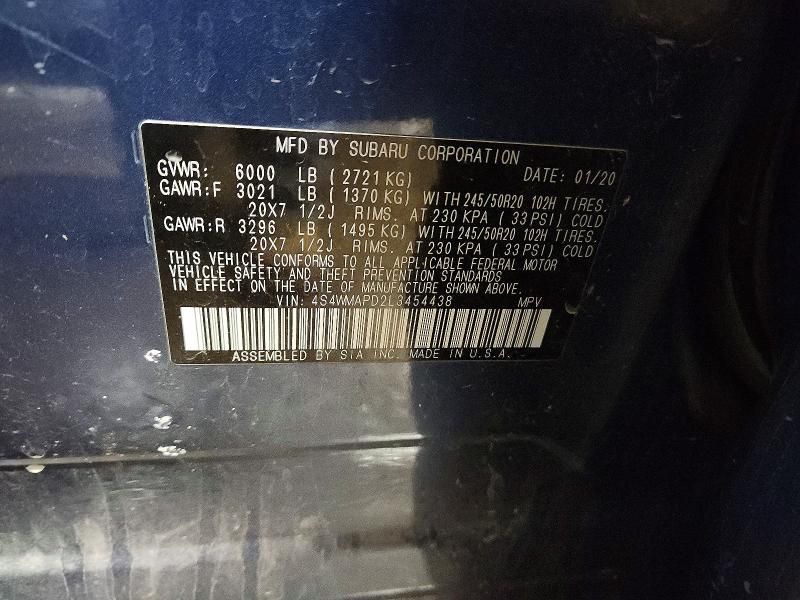 MFD BY SUBARU CORPORATION
GVWR: 6000 LB ( 2721 KG) DATE: 01/20
GAWR:F 3021 LB ( 1370 KG) WITH 245/50R20 102H TIRES.
20X7 1/2J RIMS. AT 230 KPA ( 33 PSI) COLD
GAWR:R 3296 LB ( 1495 KG) WITH 245/50R20 102H TIRES.
20X7 1/2J RIMS. AT 230 KPA ( 33 PSI) COLD
THIS VEHICLE CONFORMS TO ALL APPLICABLE FEDERAL MOTOR
VEHICLE SAFETY AND THEFT PREVENTION STANDARDS
IN EFFECT ON THE DATE OF MANUFACTURE SHOWN ABOVE.
VIN: 4S4WMAPD2L3454438 MPV
ASSEMBLED BY SIA INC. MADE IN U.S.A.